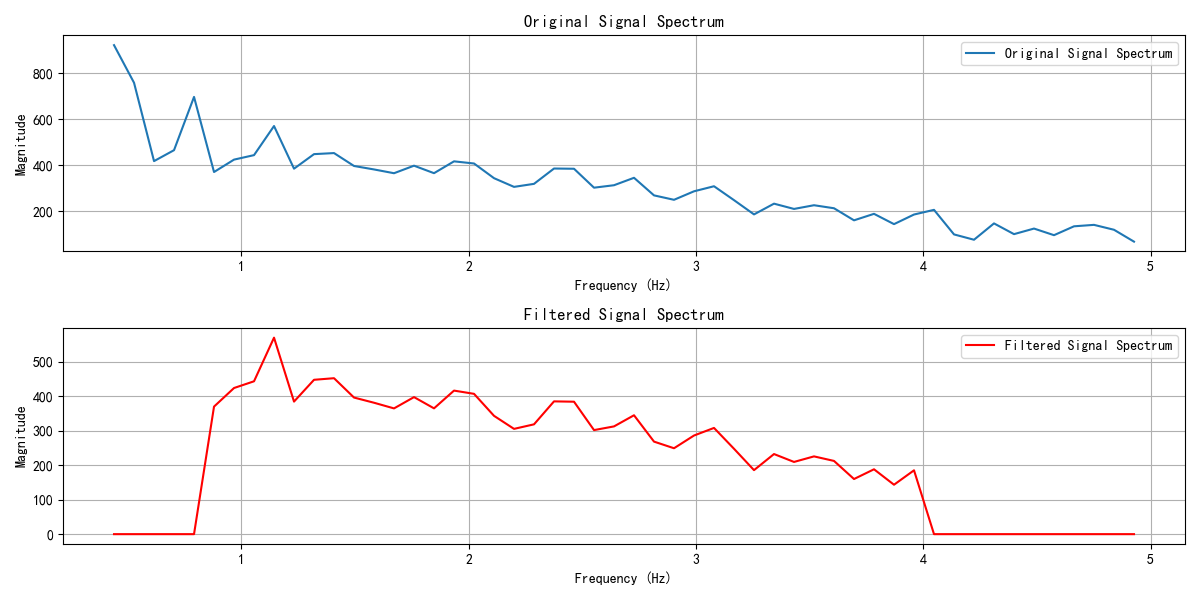 Original Signal Spectrum
Original Signal Spectrum
800
600
400
200
Magnitude
1 2 3 4 5
Frequency (Hz)
Filtered Signal Spectrum
Filtered Signal Spectrum
500
400
300
200
100
0
Magnitude
1 2 3 4 5
Frequency (Hz)